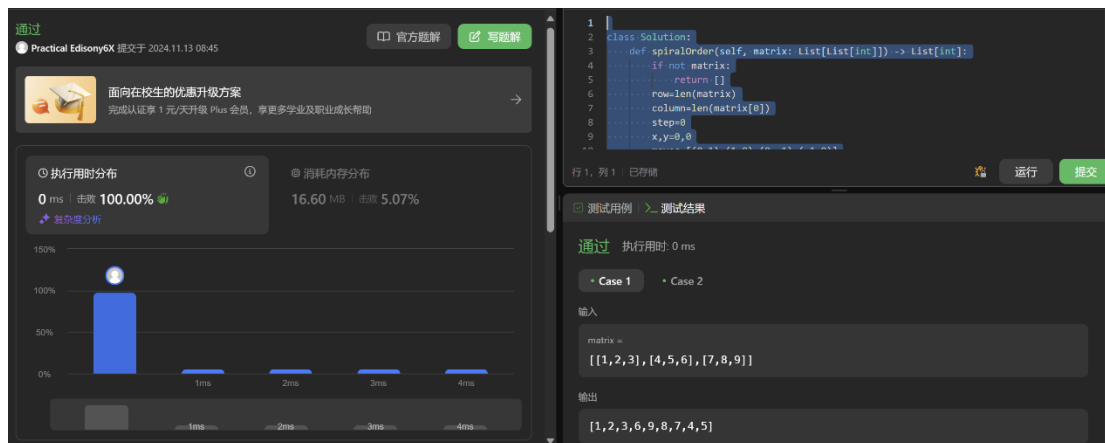 通过
Practical Edisony6X 提交于 2024.11.13 08:45
官方题解
写题解
面向在校生的优惠升级方案
完成认证享 1 元/天升级 Plus 会员，享更多学业及职业成长帮助
执行用时分布
0 ms | 击败 100.00%
复杂度分析
消耗内存分布
16.60 MB | 击败 5.07%
150%
100%
50%
0%
1ms 2ms 3ms 4ms
1ms 2ms 3ms 4ms
1
2 class Solution:
3 def spiralOrder(self, matrix: List[List[int]]) -> List[int]:
4 if not matrix:
5 return []
6 row=len(matrix)
7 column=len(matrix[0])
8 step=0
9 x,y=0,0
行 1, 列 1 | 已存储
运行
提交
测试用例 | >_ 测试结果
通过 执行用时: 0 ms
• Case 1 • Case 2
输入
matrix =
[[1,2,3],[4,5,6],[7,8,9]]
输出
[1,2,3,6,9,8,7,4,5]